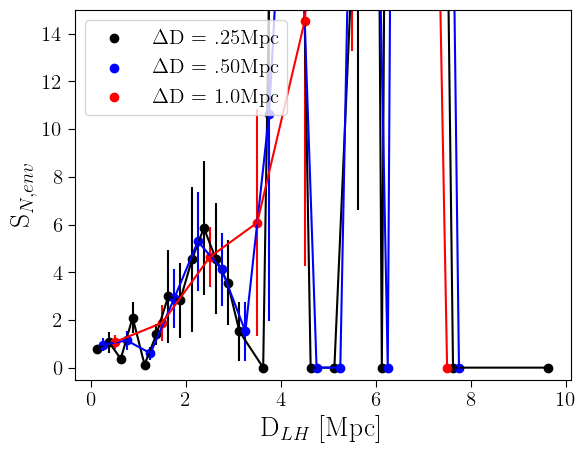 ΔD = .25Mpc
ΔD = .50Mpc
ΔD = 1.0Mpc
14
12
10
8
6
4
2
0
S_{N,env}
0 2 4 6 8 10
D_{LH} [Mpc]